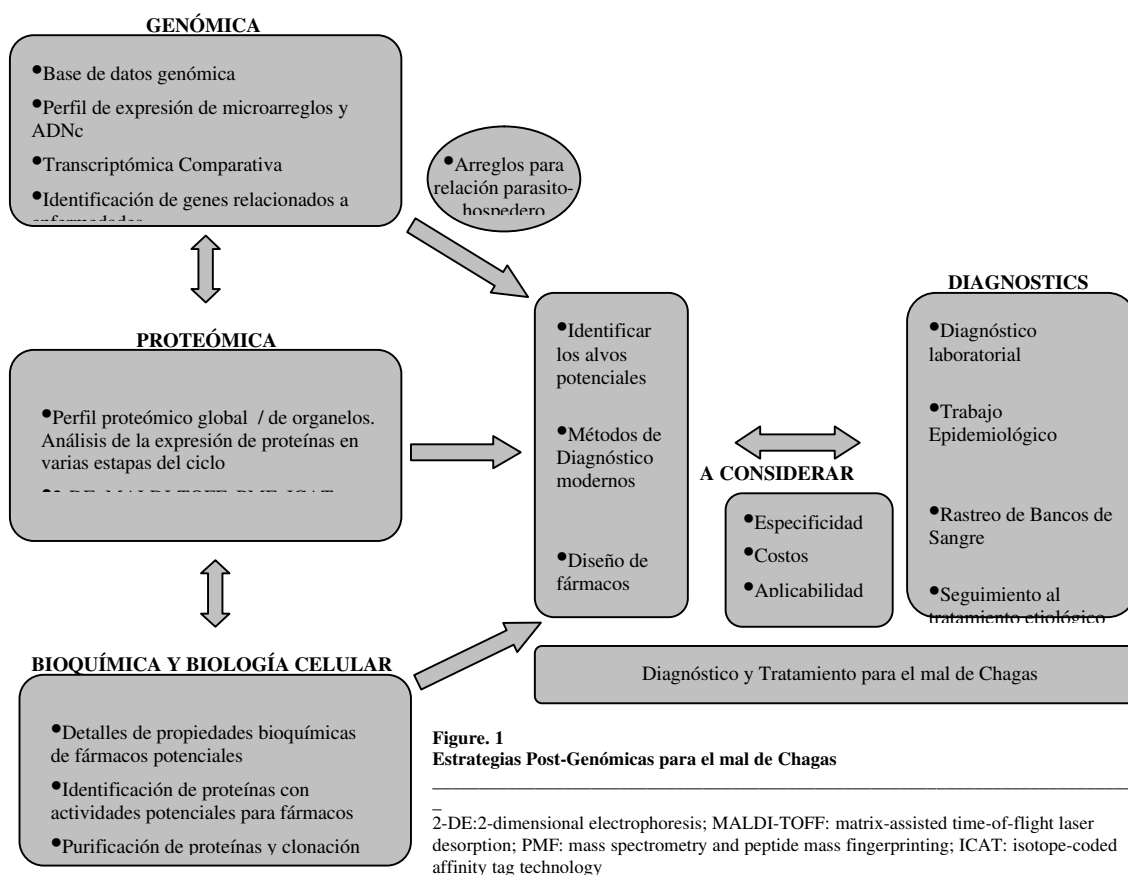 GENÓMICA
•Base de datos genómica
•Perfil de expresión de microarreglos y
ADNc
•Transcriptómica Comparativa
•Identificación de genes relacionados a
•Arreglos para
relación parasito-
hospedero
PROTEÓMICA
•Perfil proteómico global / de organelos.
Análisis de la expresión de proteínas en
varias estapas del ciclo
BIOQUÍMICA Y BIOLOGÍA CELULAR
•Detalles de propiedades bioquímicas
de fármacos potenciales
•Identificación de proteínas con
actividades potenciales para fármacos
•Purificación de proteínas y clonación
•Identificar
los alvos
potenciales
•Métodos de
Diagnóstico
modernos
•Diseño de
fármacos
A CONSIDERAR
•Especificidad
•Costos
•Aplicabilidad
DIAGNOSTICS
•Diagnóstico
laboratorial
•Trabajo
Epidemiológico
•Rastreo de Bancos de
Sangre
•Seguimiento al
tratamiento etiológico
Diagnóstico y Tratamiento para el mal de Chagas
Figure. 1
Estrategias Post-Genómicas para el mal de Chagas
2-DE:2-dimensional electrophoresis; MALDI-TOFF: matrix-assisted time-of-flight laser
desorption; PMF: mass spectrometry and peptide mass fingerprinting; ICAT: isotope-coded
affinity tag technology